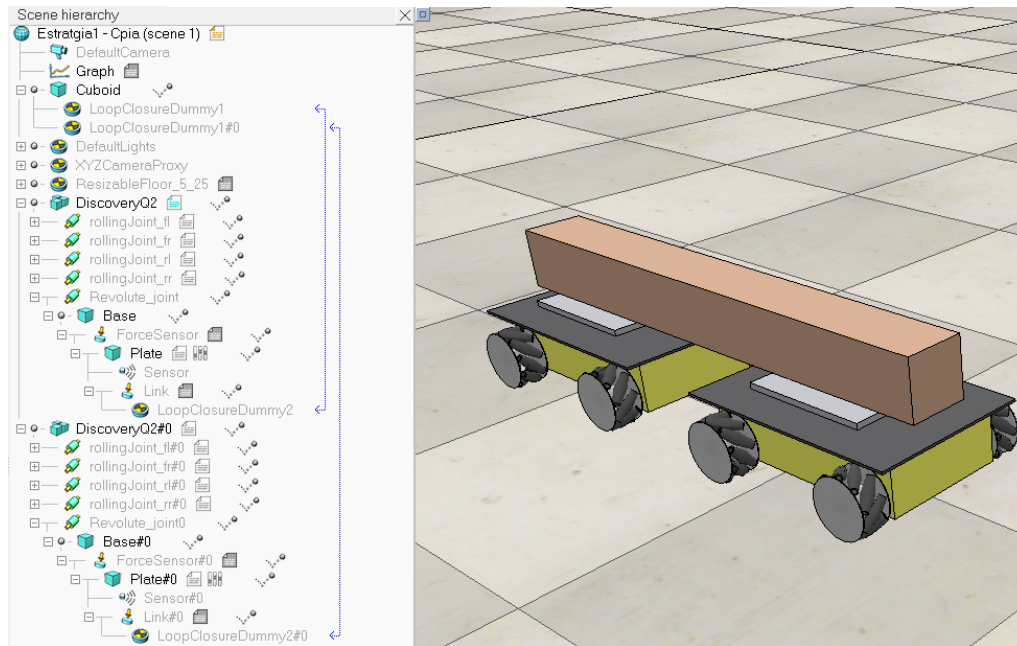 Scene hierarchy
Estratgia1 - Cpia (scene 1)
DefaultCamera
Graph
Cuboid
LoopClosureDummy1
LoopClosureDummy1#0
DefaultLights
XYZCameraProxy
ResizableFloor_5_25
DiscoveryQ2
rollingJoint_fl
rollingJoint_fr
rollingJoint_rl
rollingJoint_rr
Revolute_joint
Base
ForceSensor
Plate
Sensor
Link
LoopClosureDummy2
DiscoveryQ2#0
rollingJoint_fl#0
rollingJoint_fr#0
rollingJoint_rl#0
rollingJoint_rr#0
Revolute_joint0
Base#0
ForceSensor#0
Plate#0
Sensor#0
Link#0
LoopClosureDummy2#0